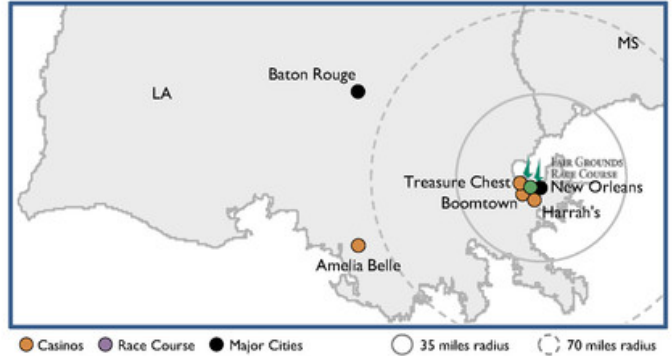 MS
Baton Rouge
LA
FAIR GROUNDS
RACE COURSE
Treasure Chest
New Orleans
Boomtown
Harrah's
Amelia Belle
Casinos
Race Course
Major Cities
35 miles radius
70 miles radius